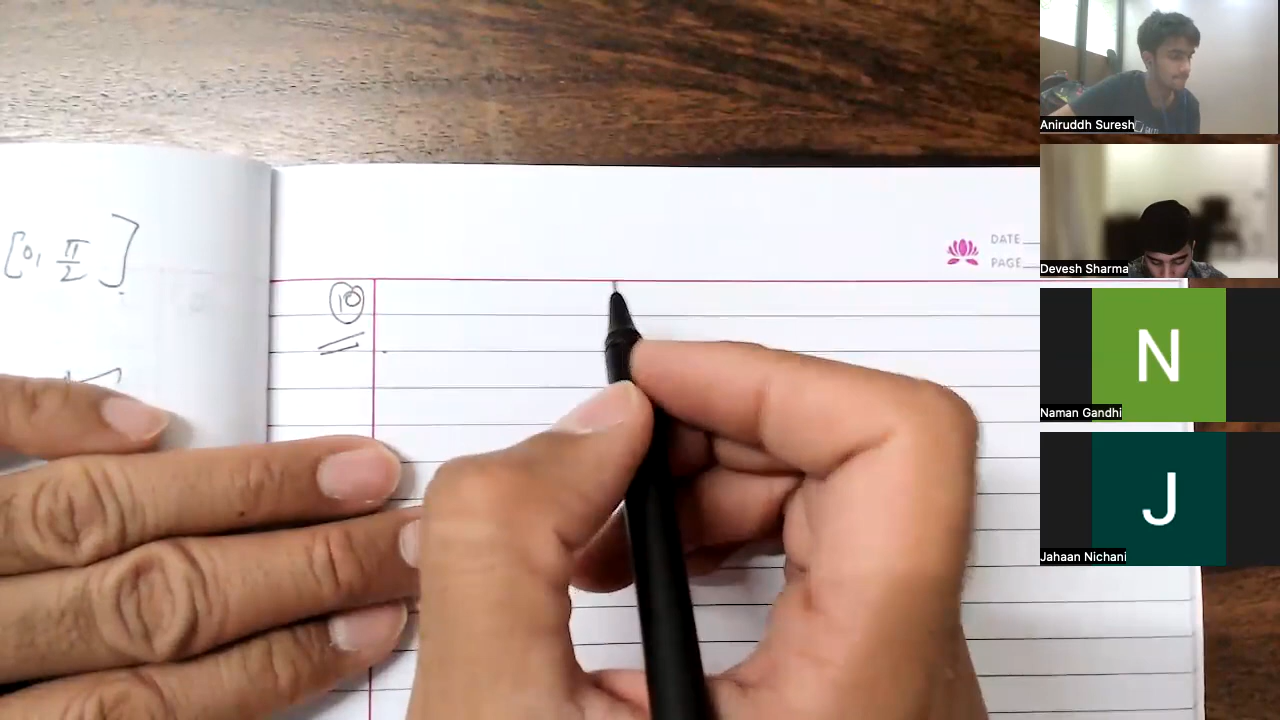 [0, π/2]
10
DATE
PAGE
Aniruddh Suresh
Devesh Sharma
N
Naman Gandhi
J
Jahaan Nichani